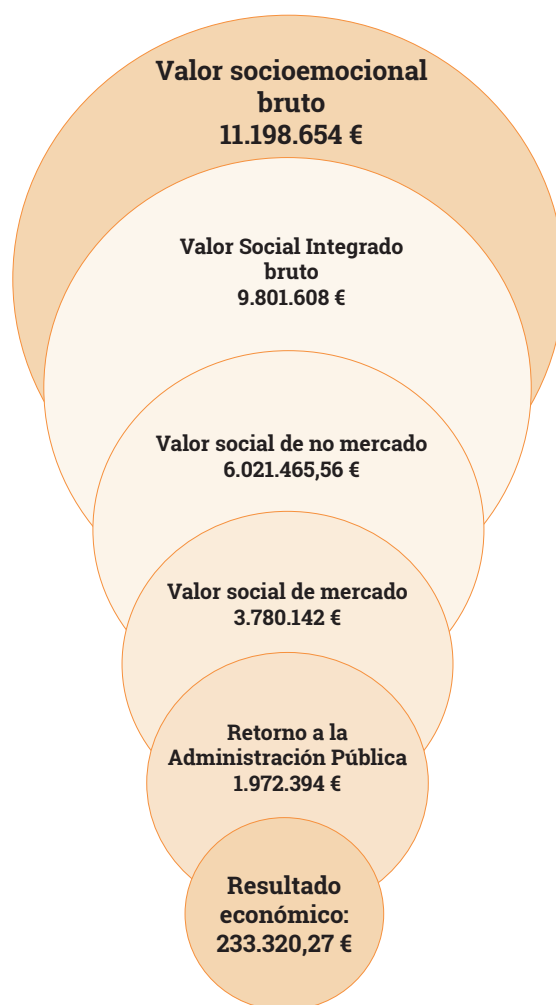 Valor socioemocional
bruto
11.198.654 €
Valor Social Integrado
bruto
9.801.608 €
Valor social de no mercado
6.021.465,56 €
Valor social de mercado
3.780.142 €
Retorno a la
Administración Pública
1.972.394 €
Resultado
económico:
233.320,27 €